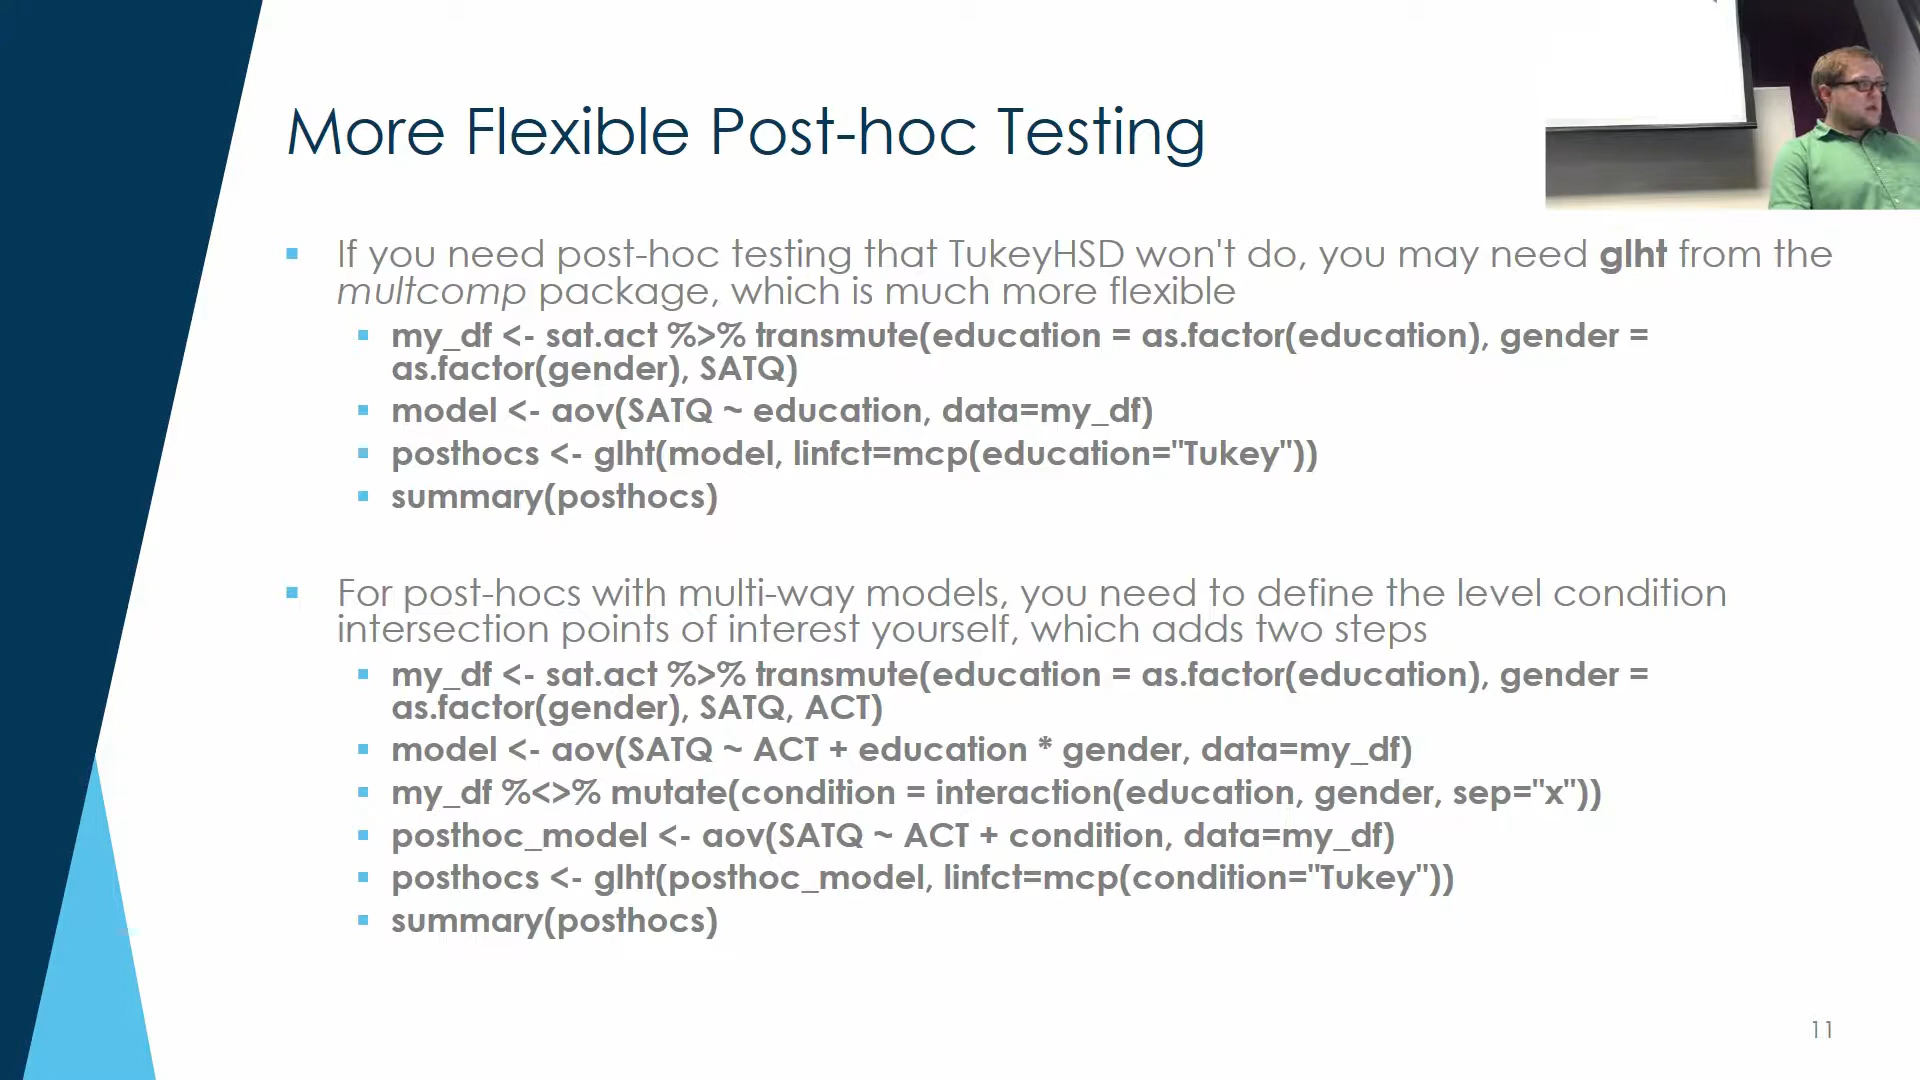 More Flexible Post-hoc Testing
If you need post-hoc testing that TukeyHSD won't do, you may need glht from the
multcomp package, which is much more flexible
my_df <- sat.act %>% transmute(education = as.factor(education), gender =
as.factor(gender), SATQ)
model <- aov(SATQ ~ education, data=my_df)
posthocs <- glht(model, linfct=mcp(education="Tukey"))
summary(posthocs)
For post-hocs with multi-way models, you need to define the level condition
intersection points of interest yourself, which adds two steps
my_df <- sat.act %>% transmute(education = as.factor(education), gender =
as.factor(gender), SATQ, ACT)
model <- aov(SATQ ~ ACT + education * gender, data=my_df)
my_df %<>% mutate(condition = interaction(education, gender, sep="x"))
posthoc_model <- aov(SATQ ~ ACT + condition, data=my_df)
posthocs <- glht(posthoc_model, linfct=mcp(condition="Tukey"))
summary(posthocs)
11